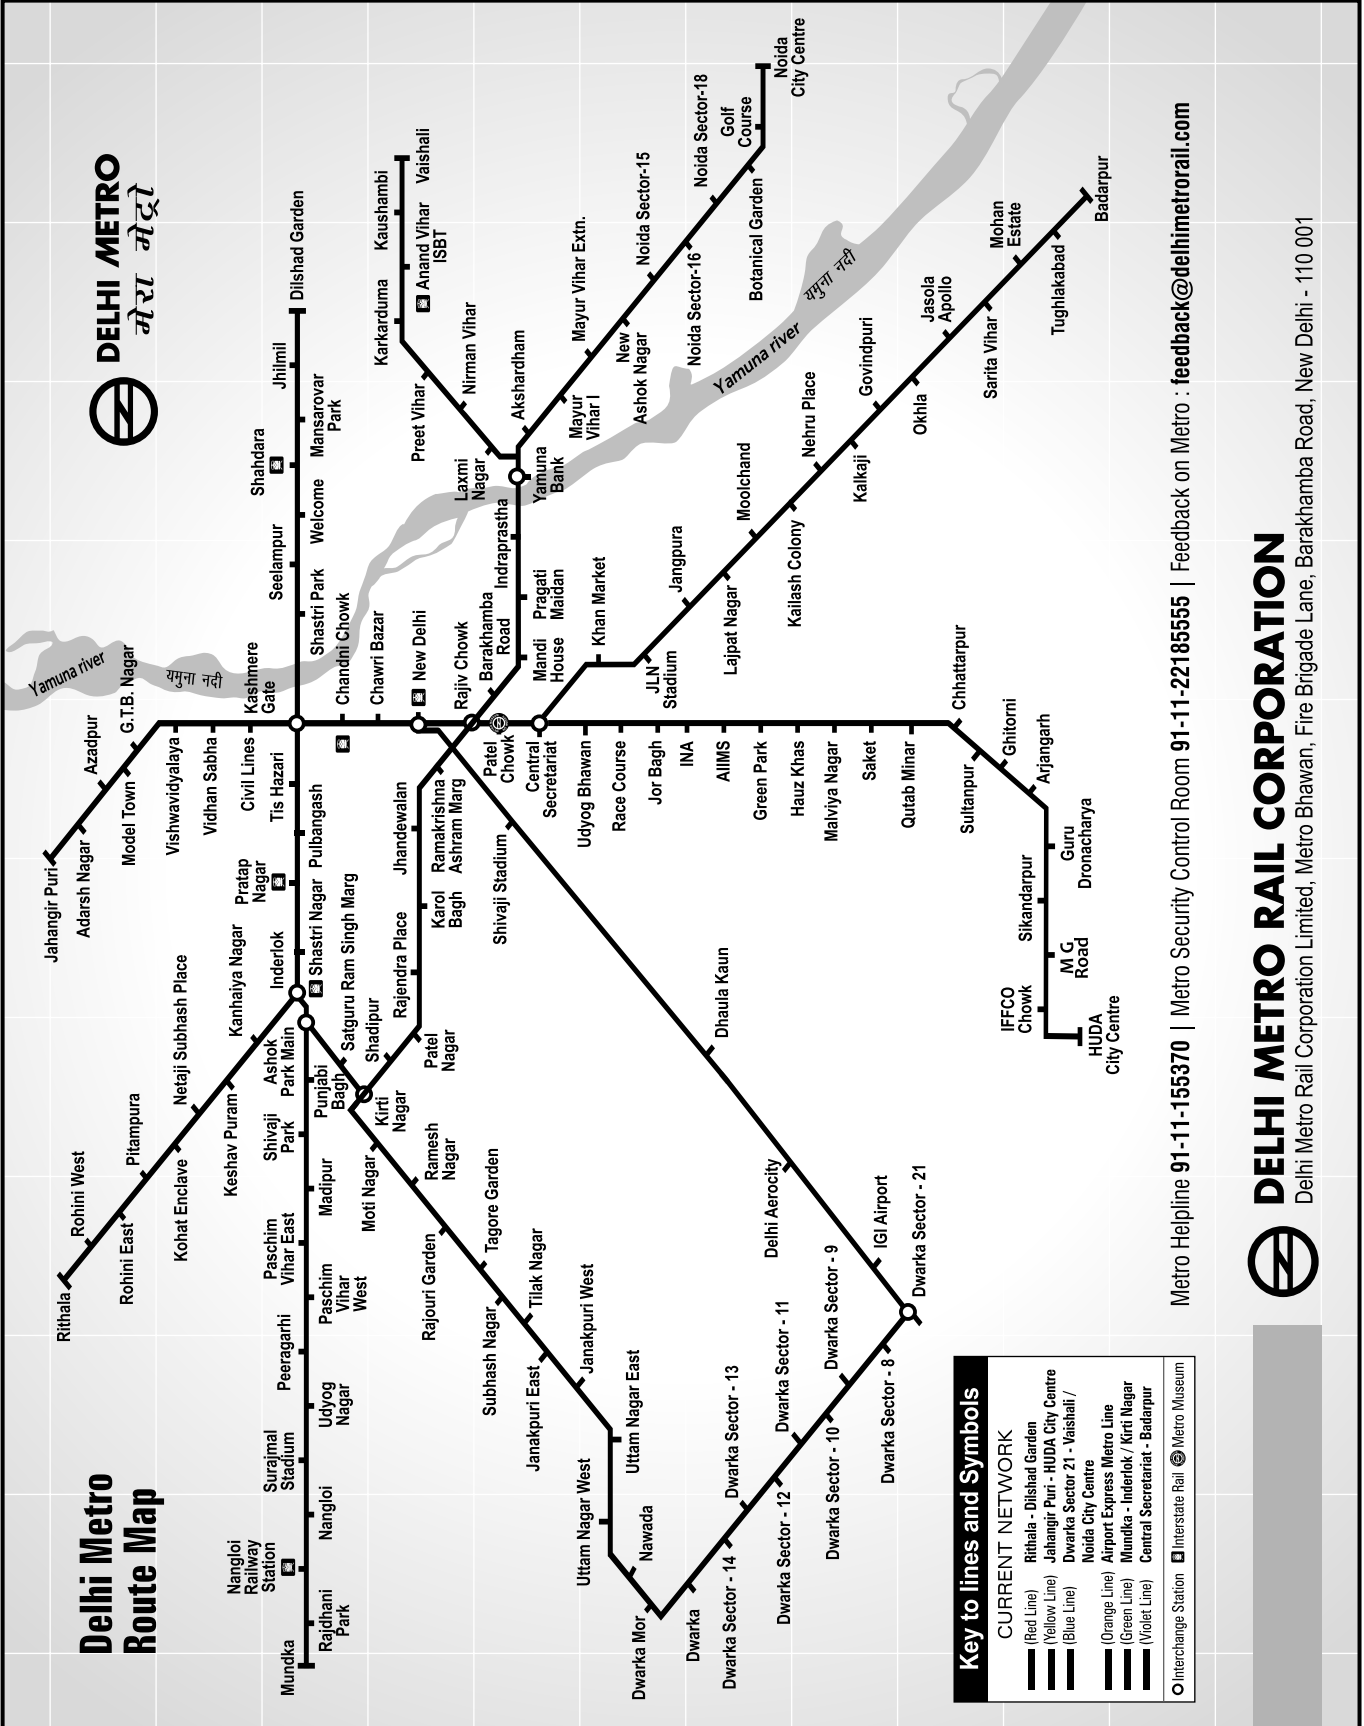 Delhi Metro
Route Map
DELHI METRO
मेरा मेट्रो
Rithala
Rohini West
Rohini East
Pitampura
Kohat Enclave
Netaji Subhash Place
Keshav Puram
Kanhaiya Nagar
Inderlok
Shastri Nagar
Pratap
Nagar
Pulbangash
Tis Hazari
Kashmere
Gate
Shastri Park
Seelampur
Welcome
Shahdara
Mansarovar
Park
Jhilmil
Dilshad Garden
Jahangir Puri
Adarsh Nagar
Azadpur
Model Town
G.T.B. Nagar
Vishwavidyalaya
Vidhan Sabha
Civil Lines
Chandni Chowk
Chawri Bazar
New Delhi
Rajiv Chowk
Patel
Chowk
Central
Secretariat
Udyog Bhawan
Race Course
Jor Bagh
INA
AIIMS
Green Park
Hauz Khas
Malviya Nagar
Saket
Qutab Minar
Chhattarpur
Sultanpur
Ghitorni
Arjangarh
Guru
Dronacharya
Sikandarpur
M G
Road
IFFCO
Chowk
HUDA
City Centre
Mundka
Rajdhani
Park
Nangloi
Railway
Station
Nangloi
Surajmal
Stadium
Udyog
Nagar
Peeragarhi
Paschim
Vihar
West
Paschim
Vihar East
Madipur
Shivaji
Park
Punjabi
Bagh
Ashok
Park Main
Satguru Ram Singh Marg
Kirti
Nagar
Shadipur
Patel
Nagar
Rajendra Place
Karol
Bagh
Jhandewalan
Ramakrishna
Ashram Marg
Barakhamba
Road
Mandi
House
Pragati
Maidan
Indraprastha
Yamuna
Bank
Laxmi
Nagar
Nirman Vihar
Preet Vihar
Karkarduma
Anand Vihar
ISBT
Kaushambi
Vaishali
Akshardham
Mayur
Vihar I
Mayur Vihar Extn.
New
Ashok Nagar
Noida Sector-15
Noida Sector-16
Noida Sector-18
Botanical Garden
Golf
Course
Noida
City Centre
Moti Nagar
Ramesh
Nagar
Rajouri Garden
Tagore Garden
Subhash Nagar
Tilak Nagar
Janakpuri East
Janakpuri West
Uttam Nagar East
Uttam Nagar West
Nawada
Dwarka Mor
Dwarka
Dwarka Sector - 14
Dwarka Sector - 13
Dwarka Sector - 12
Dwarka Sector - 11
Dwarka Sector - 10
Dwarka Sector - 9
Dwarka Sector - 8
Dwarka Sector - 21
IGI Airport
Delhi Aerocity
Dhaula Kaun
Shivaji Stadium
Khan Market
JLN
Stadium
Jangpura
Lajpat Nagar
Moolchand
Kailash Colony
Nehru Place
Kalkaji
Govindpuri
Okhla
Jasola
Apollo
Sarita Vihar
Mohan
Estate
Tughlakabad
Badarpur
Yamuna river
यमुना नदी
Yamuna river
यमुना नदी
Key to lines and Symbols
CURRENT NETWORK
(Red Line) Rithala - Dilshad Garden
(Yellow Line) Jahangir Puri - HUDA City Centre
(Blue Line) Dwarka Sector 21 - Vaishali /
Noida City Centre
(Orange Line) Airport Express Metro Line
(Green Line) Mundka - Inderlok / Kirti Nagar
(Violet Line) Central Secretariat - Badarpur
Interchange Station Interstate Rail Metro Museum
Metro Helpline 91-11-155370 | Metro Security Control Room 91-11-22185555 | Feedback on Metro : feedback@delhimetrorail.com
DELHI METRO RAIL CORPORATION
Delhi Metro Rail Corporation Limited, Metro Bhawan, Fire Brigade Lane, Barakhamba Road, New Delhi - 110 001